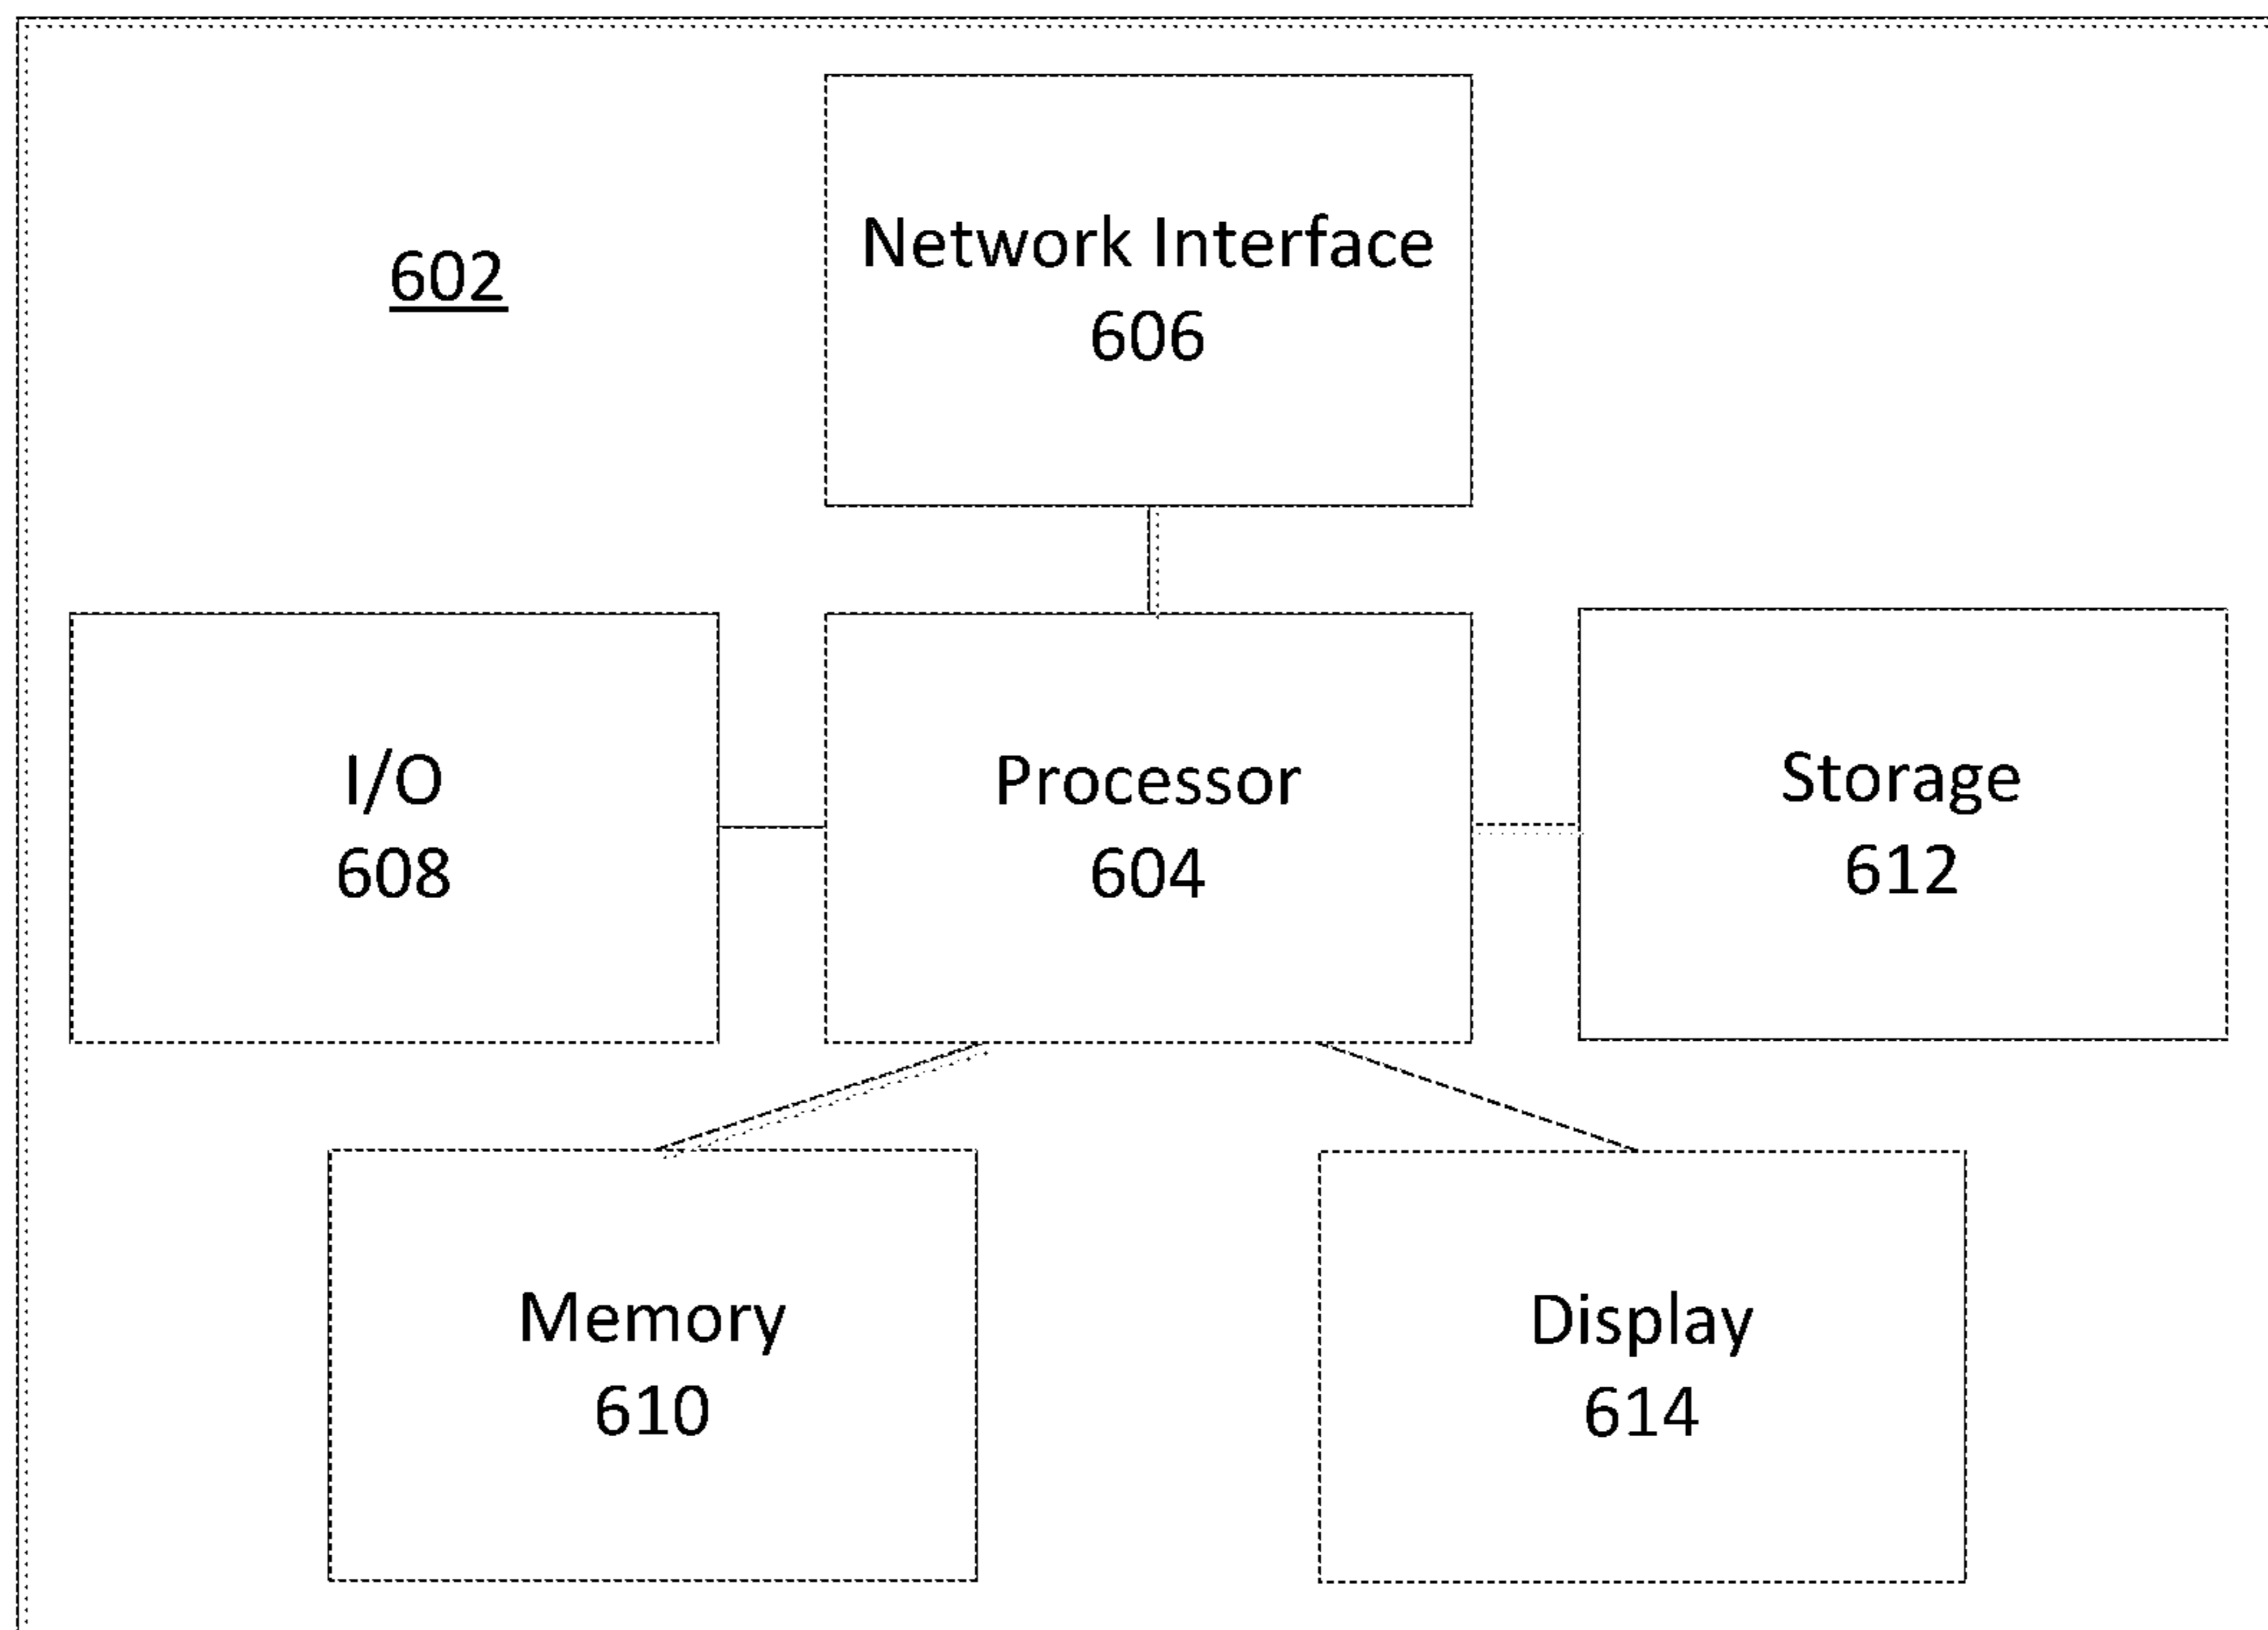 602
Network Interface
606
I/O
608
Processor
604
Storage
612
Memory
610
Display
614